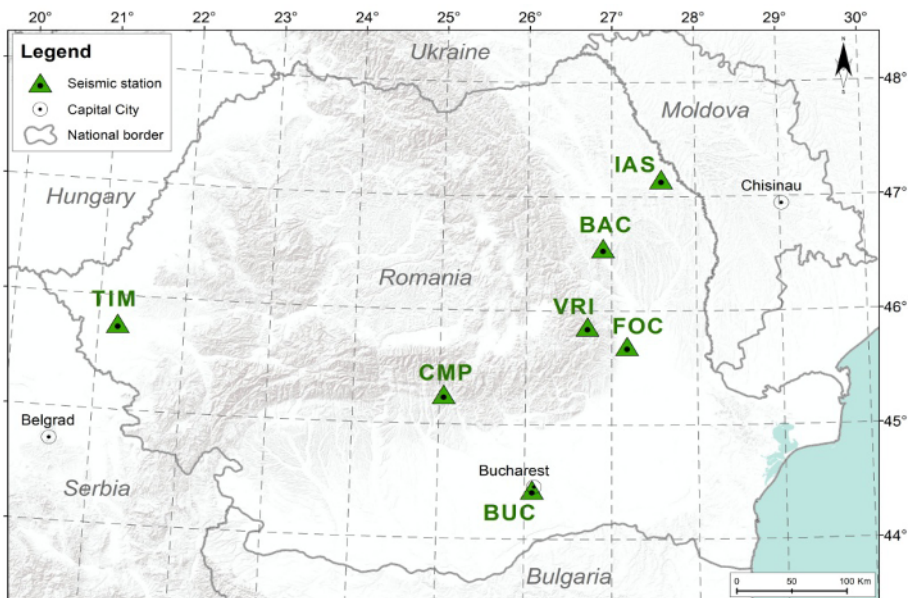 20° 21° 22° 23° 24° 25° 26° 27° 28° 29° 30°
Legend
Seismic station
Capital City
National border
Ukraine
N
S
48°
Moldova
IAS
Chisinau
47°
Hungary
BAC
Romania
TIM
VRI
46°
FOC
CMP
Belgrad
45°
Bucharest
Serbia
BUC
44°
Bulgaria
0 50 100 Km